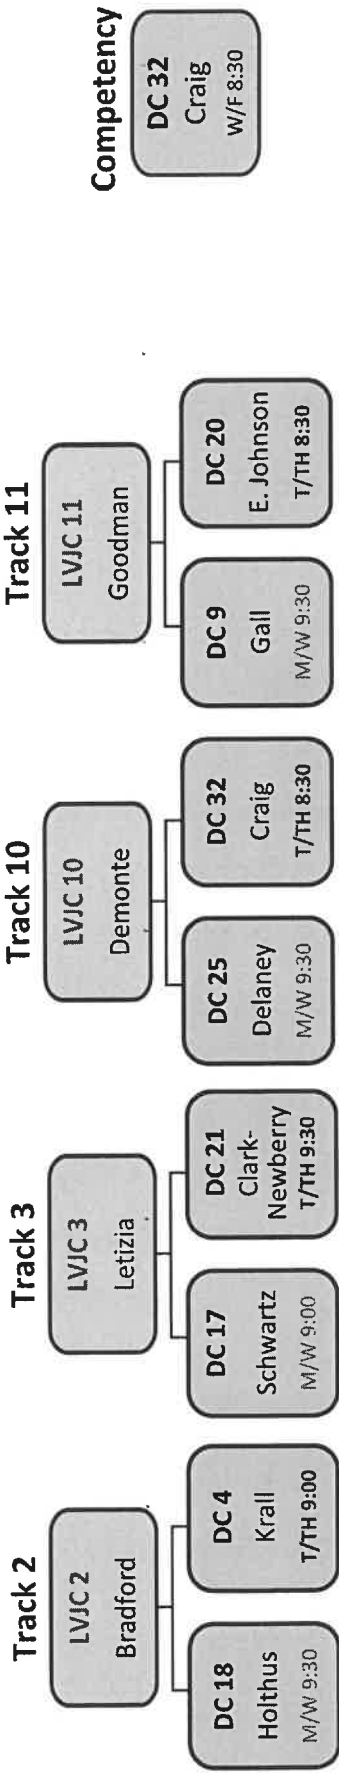 Track 2
LVJC 2
Bradford
DC 18
Holthus
M/W 9:30
DC 4
Krall
T/TH 9:00
Track 3
LVJC 3
Letizia
DC 17
Schwartz
M/W 9:00
DC 21
Clark-
Newberry
T/TH 9:30
Track 10
LVJC 10
Demonte
DC 25
Delaney
M/W 9:30
DC 32
Craig
T/TH 8:30
Track 11
LVJC 11
Goodman
DC 9
Gall
M/W 9:30
DC 20
E. Johnson
T/TH 8:30
Competency
DC 32
Craig
W/F 8:30